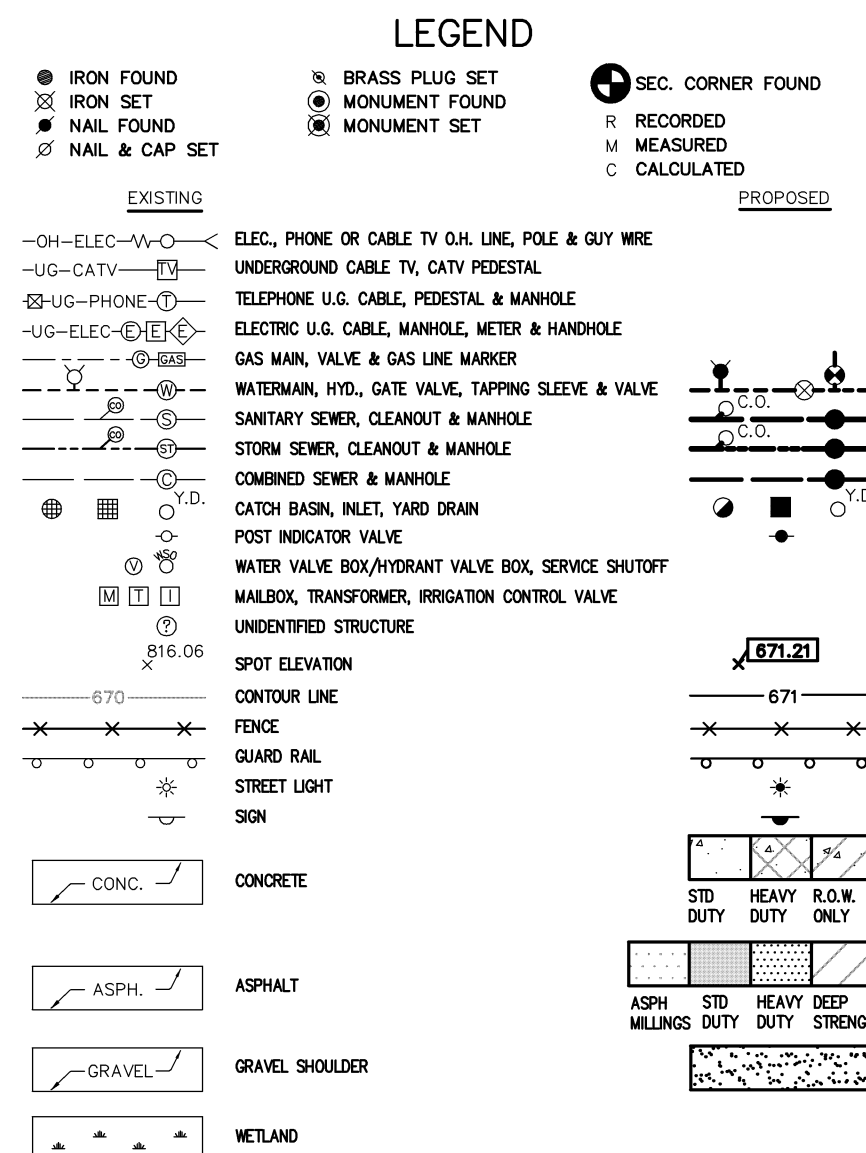 LEGEND
IRON FOUND
IRON SET
NAIL FOUND
NAIL & CAP SET
BRASS PLUG SET
MONUMENT FOUND
MONUMENT SET
SEC. CORNER FOUND
R RECORDED
M MEASURED
C CALCULATED
EXISTING
PROPOSED
OH-ELEC ELEC., PHONE OR CABLE TV O.H. LINE, POLE & GUY WIRE
UG-CATV TV UNDERGROUND CABLE TV, CATV PEDESTAL
UG-PHONE T TELEPHONE U.G. CABLE, PEDESTAL & MANHOLE
UG-ELEC E E E ELECTRIC U.G. CABLE, MANHOLE, METER & HANDHOLE
G GAS GAS MAIN, VALVE & GAS LINE MARKER
W WATERMAIN, HYD., GATE VALVE, TAPPING SLEEVE & VALVE
CO S SANITARY SEWER, CLEANOUT & MANHOLE C.O.
CO ST STORM SEWER, CLEANOUT & MANHOLE C.O.
C COMBINED SEWER & MANHOLE
Y.D. CATCH BASIN, INLET, YARD DRAIN Y.D
POST INDICATOR VALVE
V WSO WATER VALVE BOX/HYDRANT VALVE BOX, SERVICE SHUTOFF
M T I MAILBOX, TRANSFORMER, IRRIGATION CONTROL VALVE
? UNIDENTIFIED STRUCTURE
816.06 SPOT ELEVATION 671.21
670 CONTOUR LINE 671
FENCE
GUARD RAIL
STREET LIGHT
SIGN
CONC. CONCRETE
STD DUTY
HEAVY DUTY
R.O.W. ONLY
ASPH. ASPHALT
ASPH MILLINGS
STD DUTY
HEAVY DUTY
DEEP STRENG
GRAVEL GRAVEL SHOULDER
WETLAND